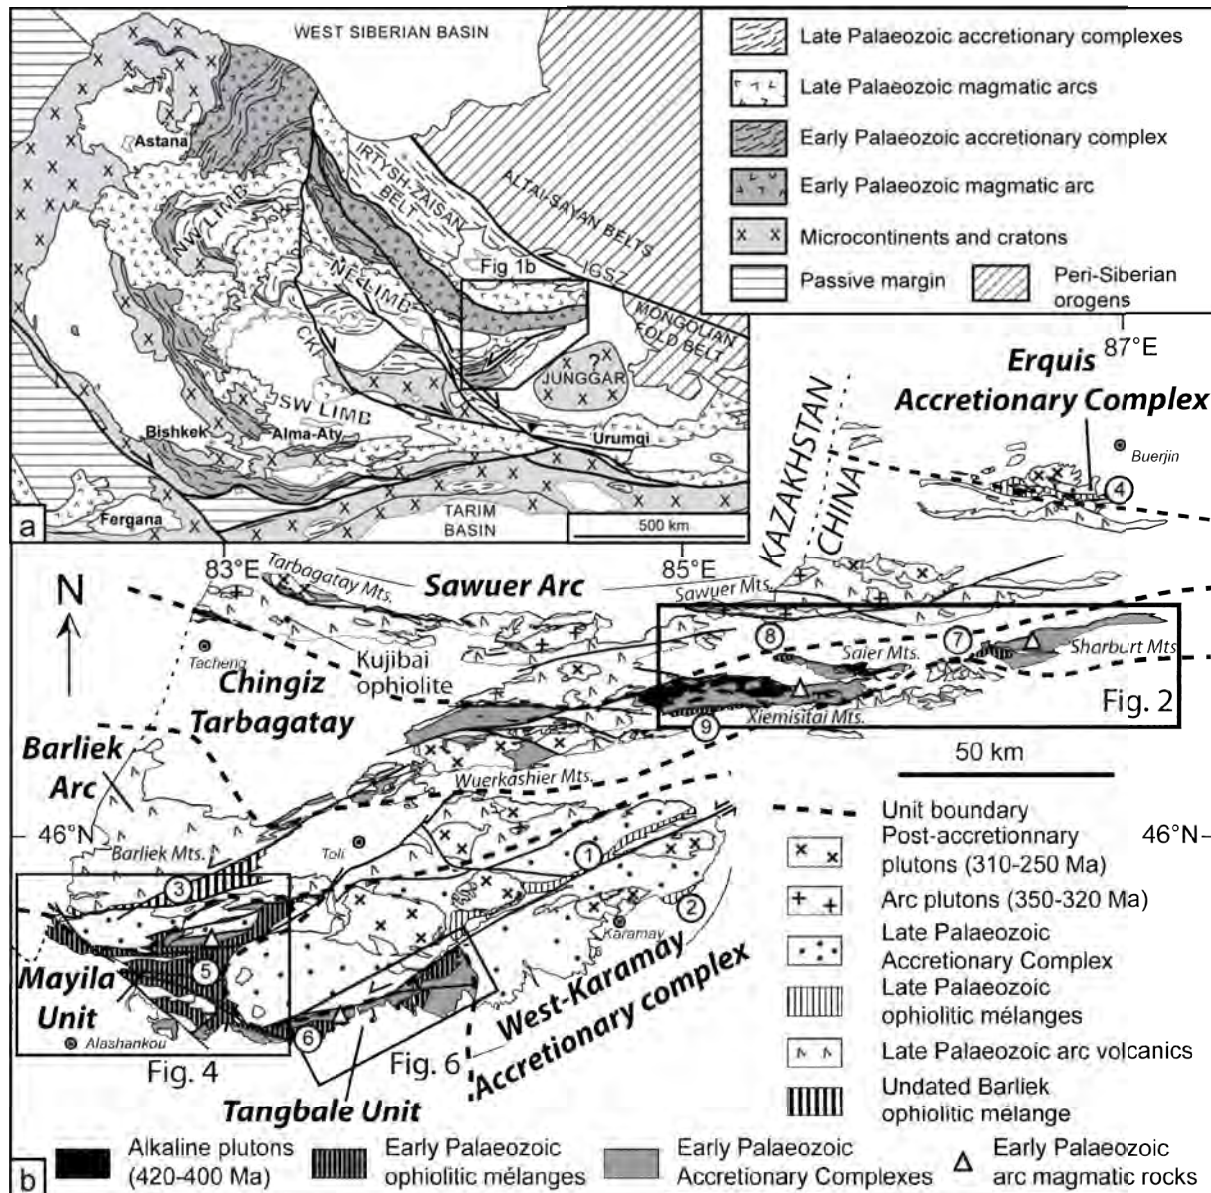 WEST SIBERIAN BASIN
Astana
IRTYSH-ZAISAN
BELT
ALTAI-SAYAN BELTS
NW LIMB
NE LIMB
Fig 1b
IGSZ
MONGOLIAN
FOLD BELT
CKF
?
JUNGGAR
SW LIMB
Bishkek
Alma-Aty
Urumqi
Fergana
TARIM
BASIN
500 km
a
Late Palaeozoic accretionary complexes
Late Palaeozoic magmatic arcs
Early Palaeozoic accretionary complex
Early Palaeozoic magmatic arc
Microcontinents and cratons
Passive margin
Peri-Siberian
orogens
87°E
Erquis
Accretionary Complex
Buerjin
4
KAZAKHSTAN
CHINA
83°E
85°E
N
Tarbagatay Mts.
Sawuer Arc
Sawuer Mts.
8
7
Saier Mts.
Sharburt Mts
Tacheng
Kujibai
ophiolite
Chingiz
Tarbagatay
Xiemisitai Mts.
Fig. 2
9
Barliek
Arc
Wuerkashier Mts.
50 km
46°N
Barliek Mts.
Toli
46°N
1
2
3
Karamay
5
Mayila
Unit
Alashankou
6
Fig. 4
Fig. 6
West-Karamay
Accretionary complex
Tangbale Unit
Unit boundary
Post-accretionnary
plutons (310-250 Ma)
Arc plutons (350-320 Ma)
Late Palaeozoic
Accretionary Complex
Late Palaeozoic
ophiolitic mélanges
Late Palaeozoic arc volcanics
Undated Barliek
ophiolitic mélange
b
Alkaline plutons
(420-400 Ma)
Early Palaeozoic
ophiolitic mélanges
Early Palaeozoic
Accretionary Complexes
Early Palaeozoic
arc magmatic rocks